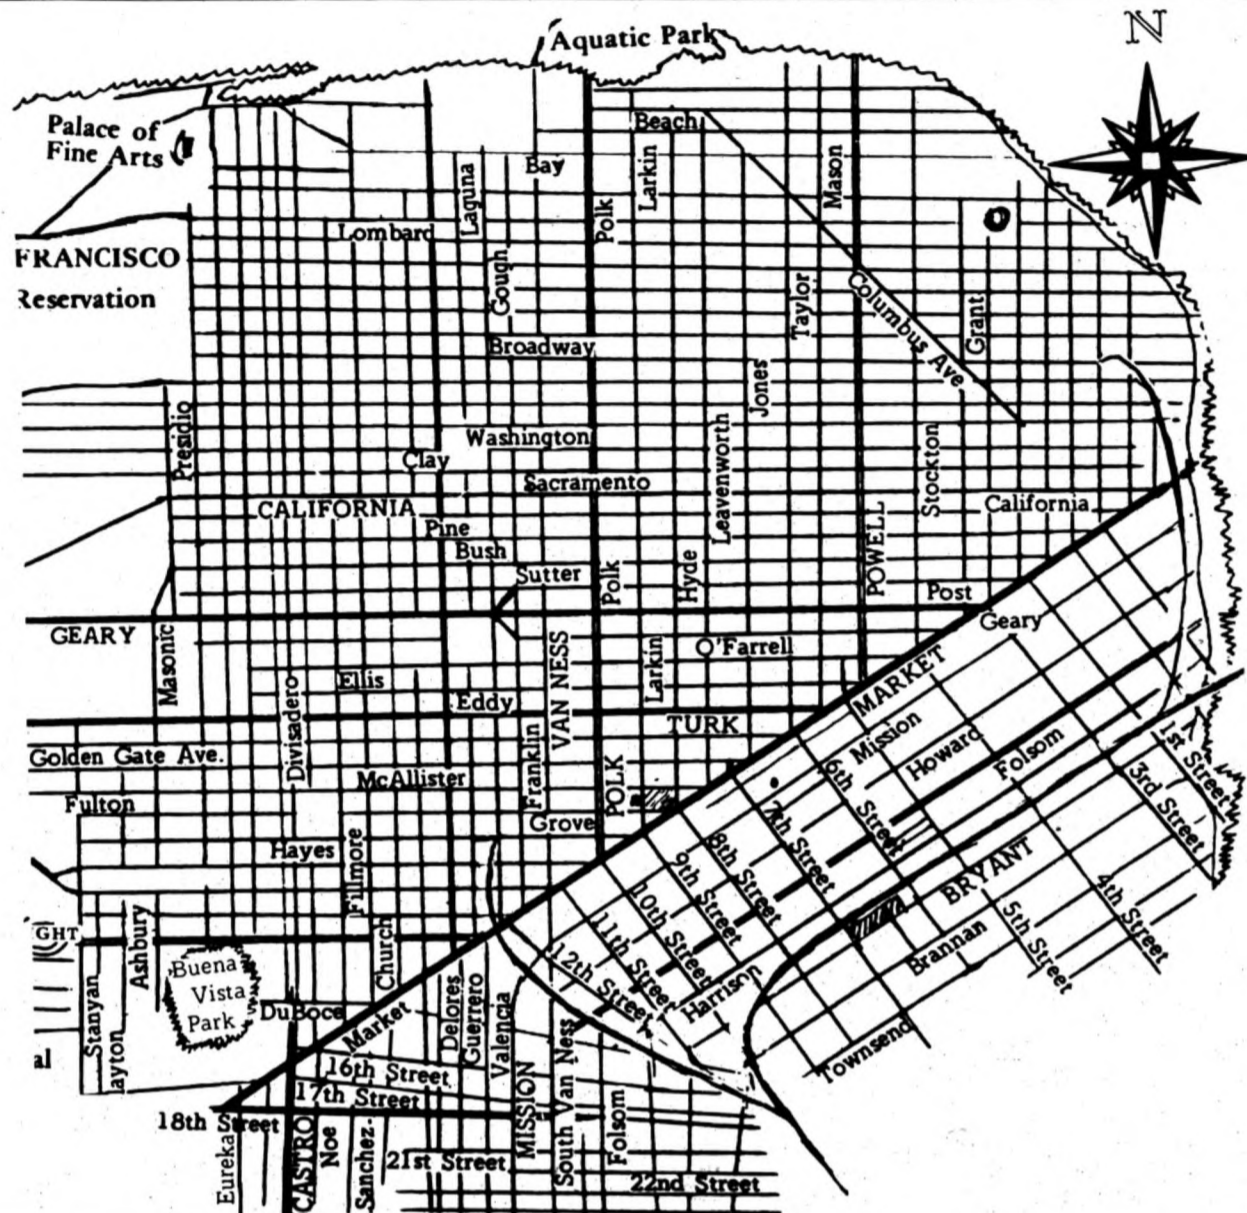 N
Aquatic Park
Palace of
Fine Arts
Beach
Bay
Larkin
Laguna
Mason
Polk
Lombard
FRANCISCO
Reservation
Gough
Taylor
Columbus Ave
Grant
Broadway
Jones
Presidio
Washington
Clay
Leavenworth
Stockton
Sacramento
CALIFORNIA
California
Pine
Bush
POWELL
Sutter
Polk
Hyde
Post
GEARY
Geary
Masonic
VAN NESS
Larkin
O'Farrell
MARKET
Ellis
Divisadero
Eddy
TURK
Mission
Howard
Folsom
1st Street
Golden Gate Ave.
Franklin
McAllister
POLK
6th Street
3rd Street
Fulton
Grove
7th Street
Hayes
Fillmore
8th Street
9th Street
BRYANT
10th Street
4th Street
5th Street
GHT
Ashbury
Church
11th Street
12th Street
Brannan
Buena
Vista
Park
Harrison
DuBoce
Market
Delores
Guerrero
Valencia
Stanyan
layton
al
South Van Ness
Townsend
16th Street
17th Street
MISSION
18th Street
Folsom
Eureka
CASTRO
Noe
Sanchez.
21st Street
22nd Street